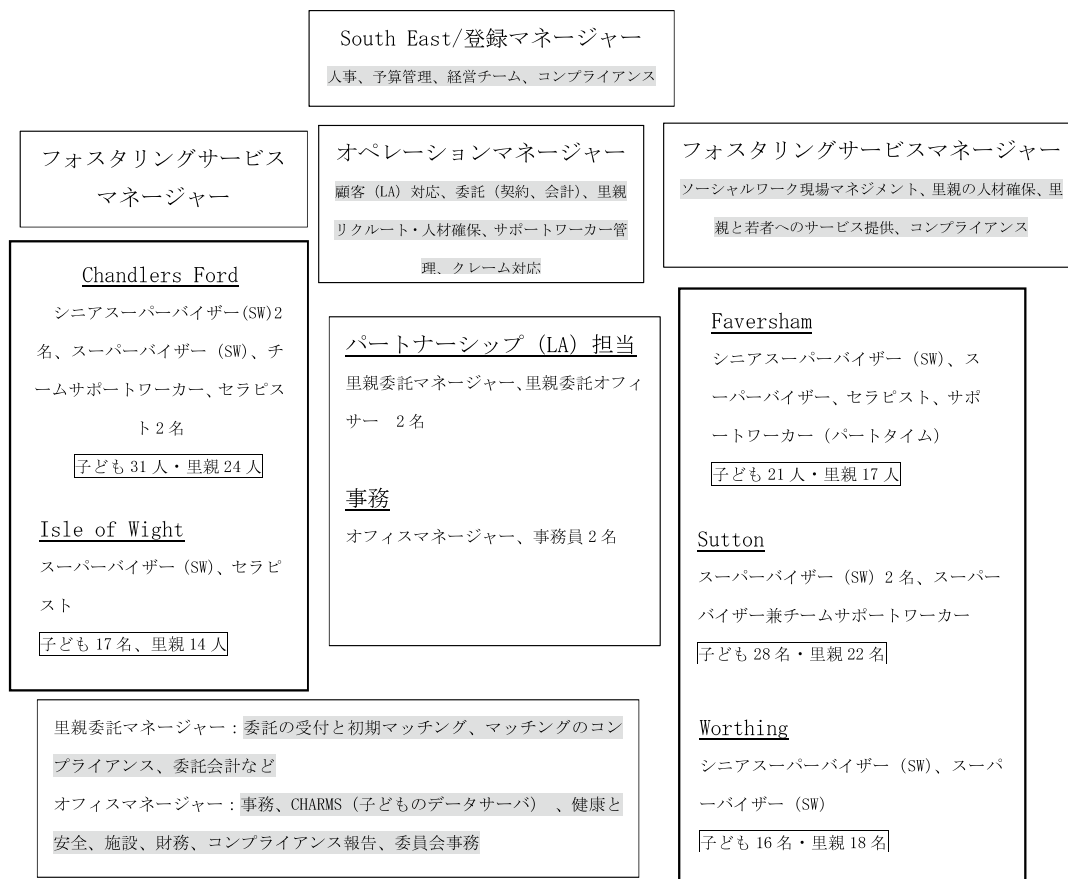 South East/登録マネージャー
人事、予算管理、経営チーム、コンプライアンス
フォスタリングサービス
マネージャー
オペレーションマネージャー
顧客（LA）対応、委託（契約、会計）、里親
リクルート・人材確保、サポートワーカー管
理、クレーム対応
フォスタリングサービスマネージャー
ソーシャルワーク現場マネジメント、里親の人材確保、里
親と若者へのサービス提供、コンプライアンス
Chandlers Ford
シニアスーパーバイザー(SW)2
名、スーパーバイザー（SW）、チ
ームサポートワーカー、セラピス
ト 2 名
子ども 31 人・里親 24 人
Isle of Wight
スーパーバイザー（SW）、セラピ
スト
子ども 17 名、里親 14 人
パートナーシップ（LA）担当
里親委託マネージャー、里親委託オフィ
サー　2 名
事務
オフィスマネージャー、事務員 2 名
Faversham
シニアスーパーバイザー（SW）、ス
ーパーバイザー、セラピスト、サポ
ートワーカー（パートタイム）
子ども 21 人・里親 17 人
Sutton
スーパーバイザー（SW）2 名、スーパー
バイザー兼チームサポートワーカー
子ども 28 名・里親 22 名
Worthing
シニアスーパーバイザー（SW）、スーパ
ーバイザー（SW）
子ども 16 名・里親 18 名
里親委託マネージャー：委託の受付と初期マッチング、マッチングのコン
プライアンス、委託会計など
オフィスマネージャー：事務、CHARMS（子どものデータサーバ）、健康と
安全、施設、財務、コンプライアンス報告、委員会事務